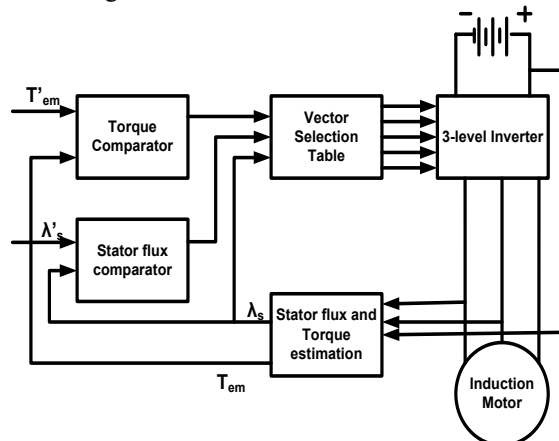 - +
T'em
Torque
Comparator
Vector
Selection
Table
3-level Inverter
λ's
Stator flux
comparator
λs
Stator flux and
Torque
estimation
Tem
Induction
Motor